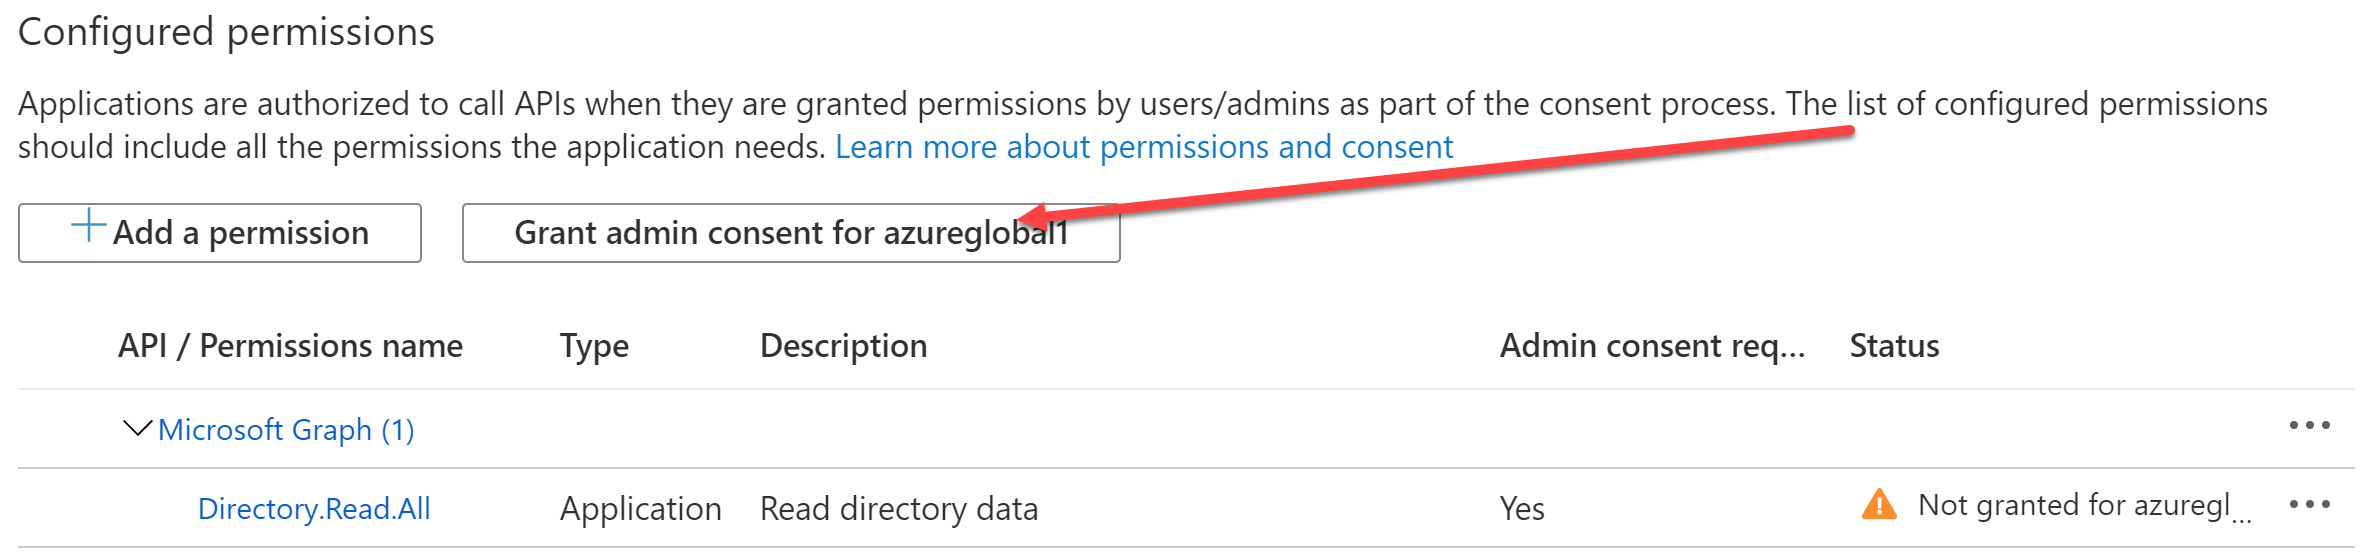 Configured permissions
Applications are authorized to call APIs when they are granted permissions by users/admins as part of the consent process. The list of configured permissions
should include all the permissions the application needs. Learn more about permissions and consent
Add a permission Grant admin consent for azureglobal1
API / Permissions name Type Description Admin consent req... Status
Microsoft Graph (1)
Directory.Read.All Application Read directory data Yes Not granted for azuregl...